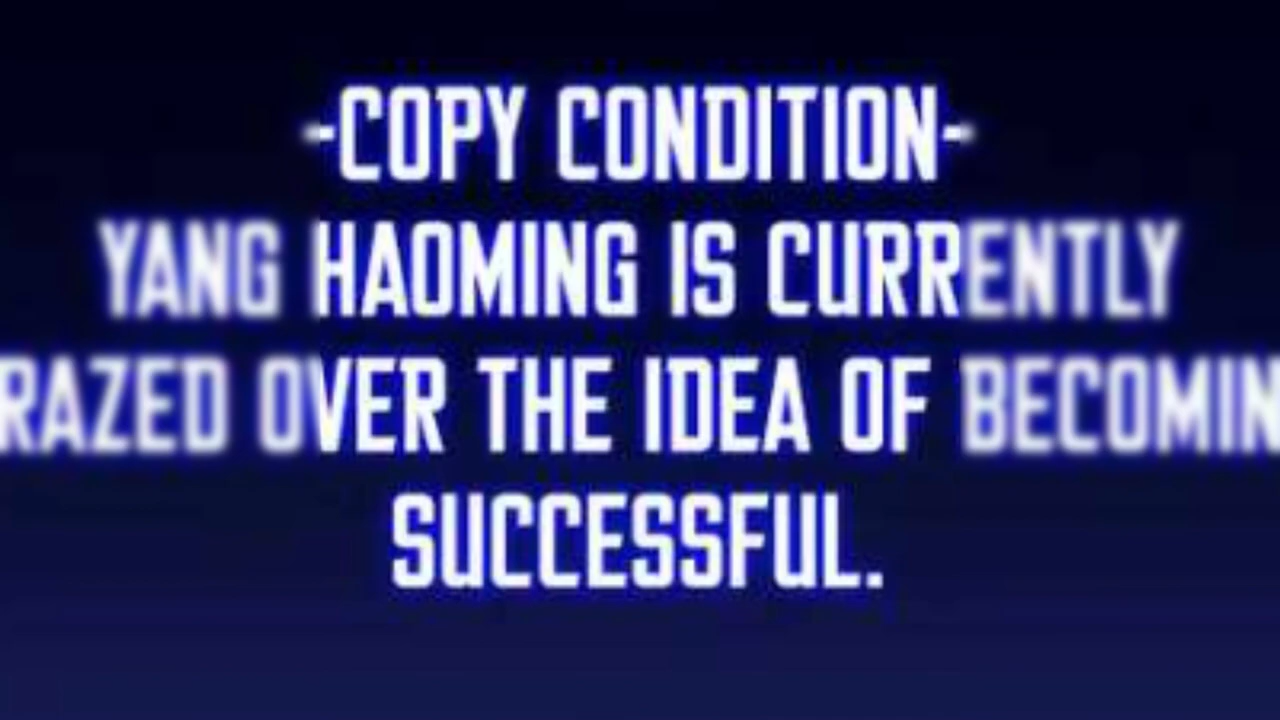 -COPY CONDITION-
YANG HAOMING IS CURRENTLY
RAZED OVER THE IDEA OF BECOMIN
SUCCESSFUL.